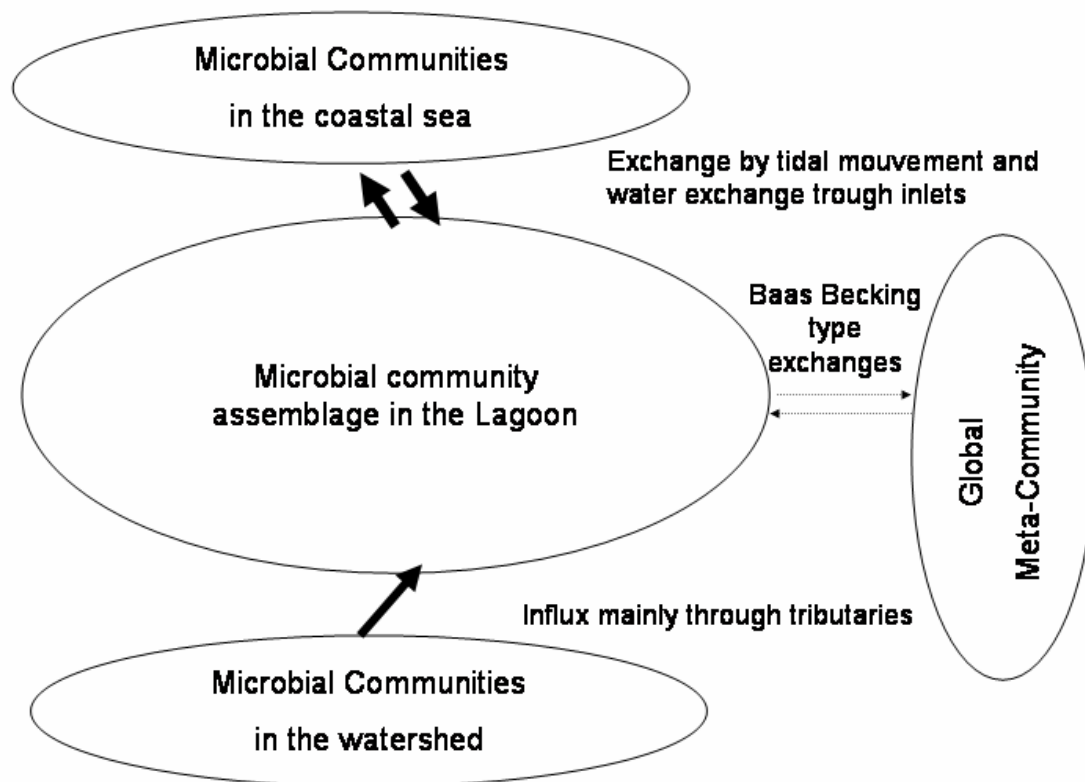 Microbial Communities
in the coastal sea
Exchange by tidal mouvement and
water exchange trough inlets
Baas Becking
type
exchanges
Microbial community
assemblage in the Lagoon
Global
Meta-Community
Influx mainly through tributaries
Microbial Communities
in the watershed